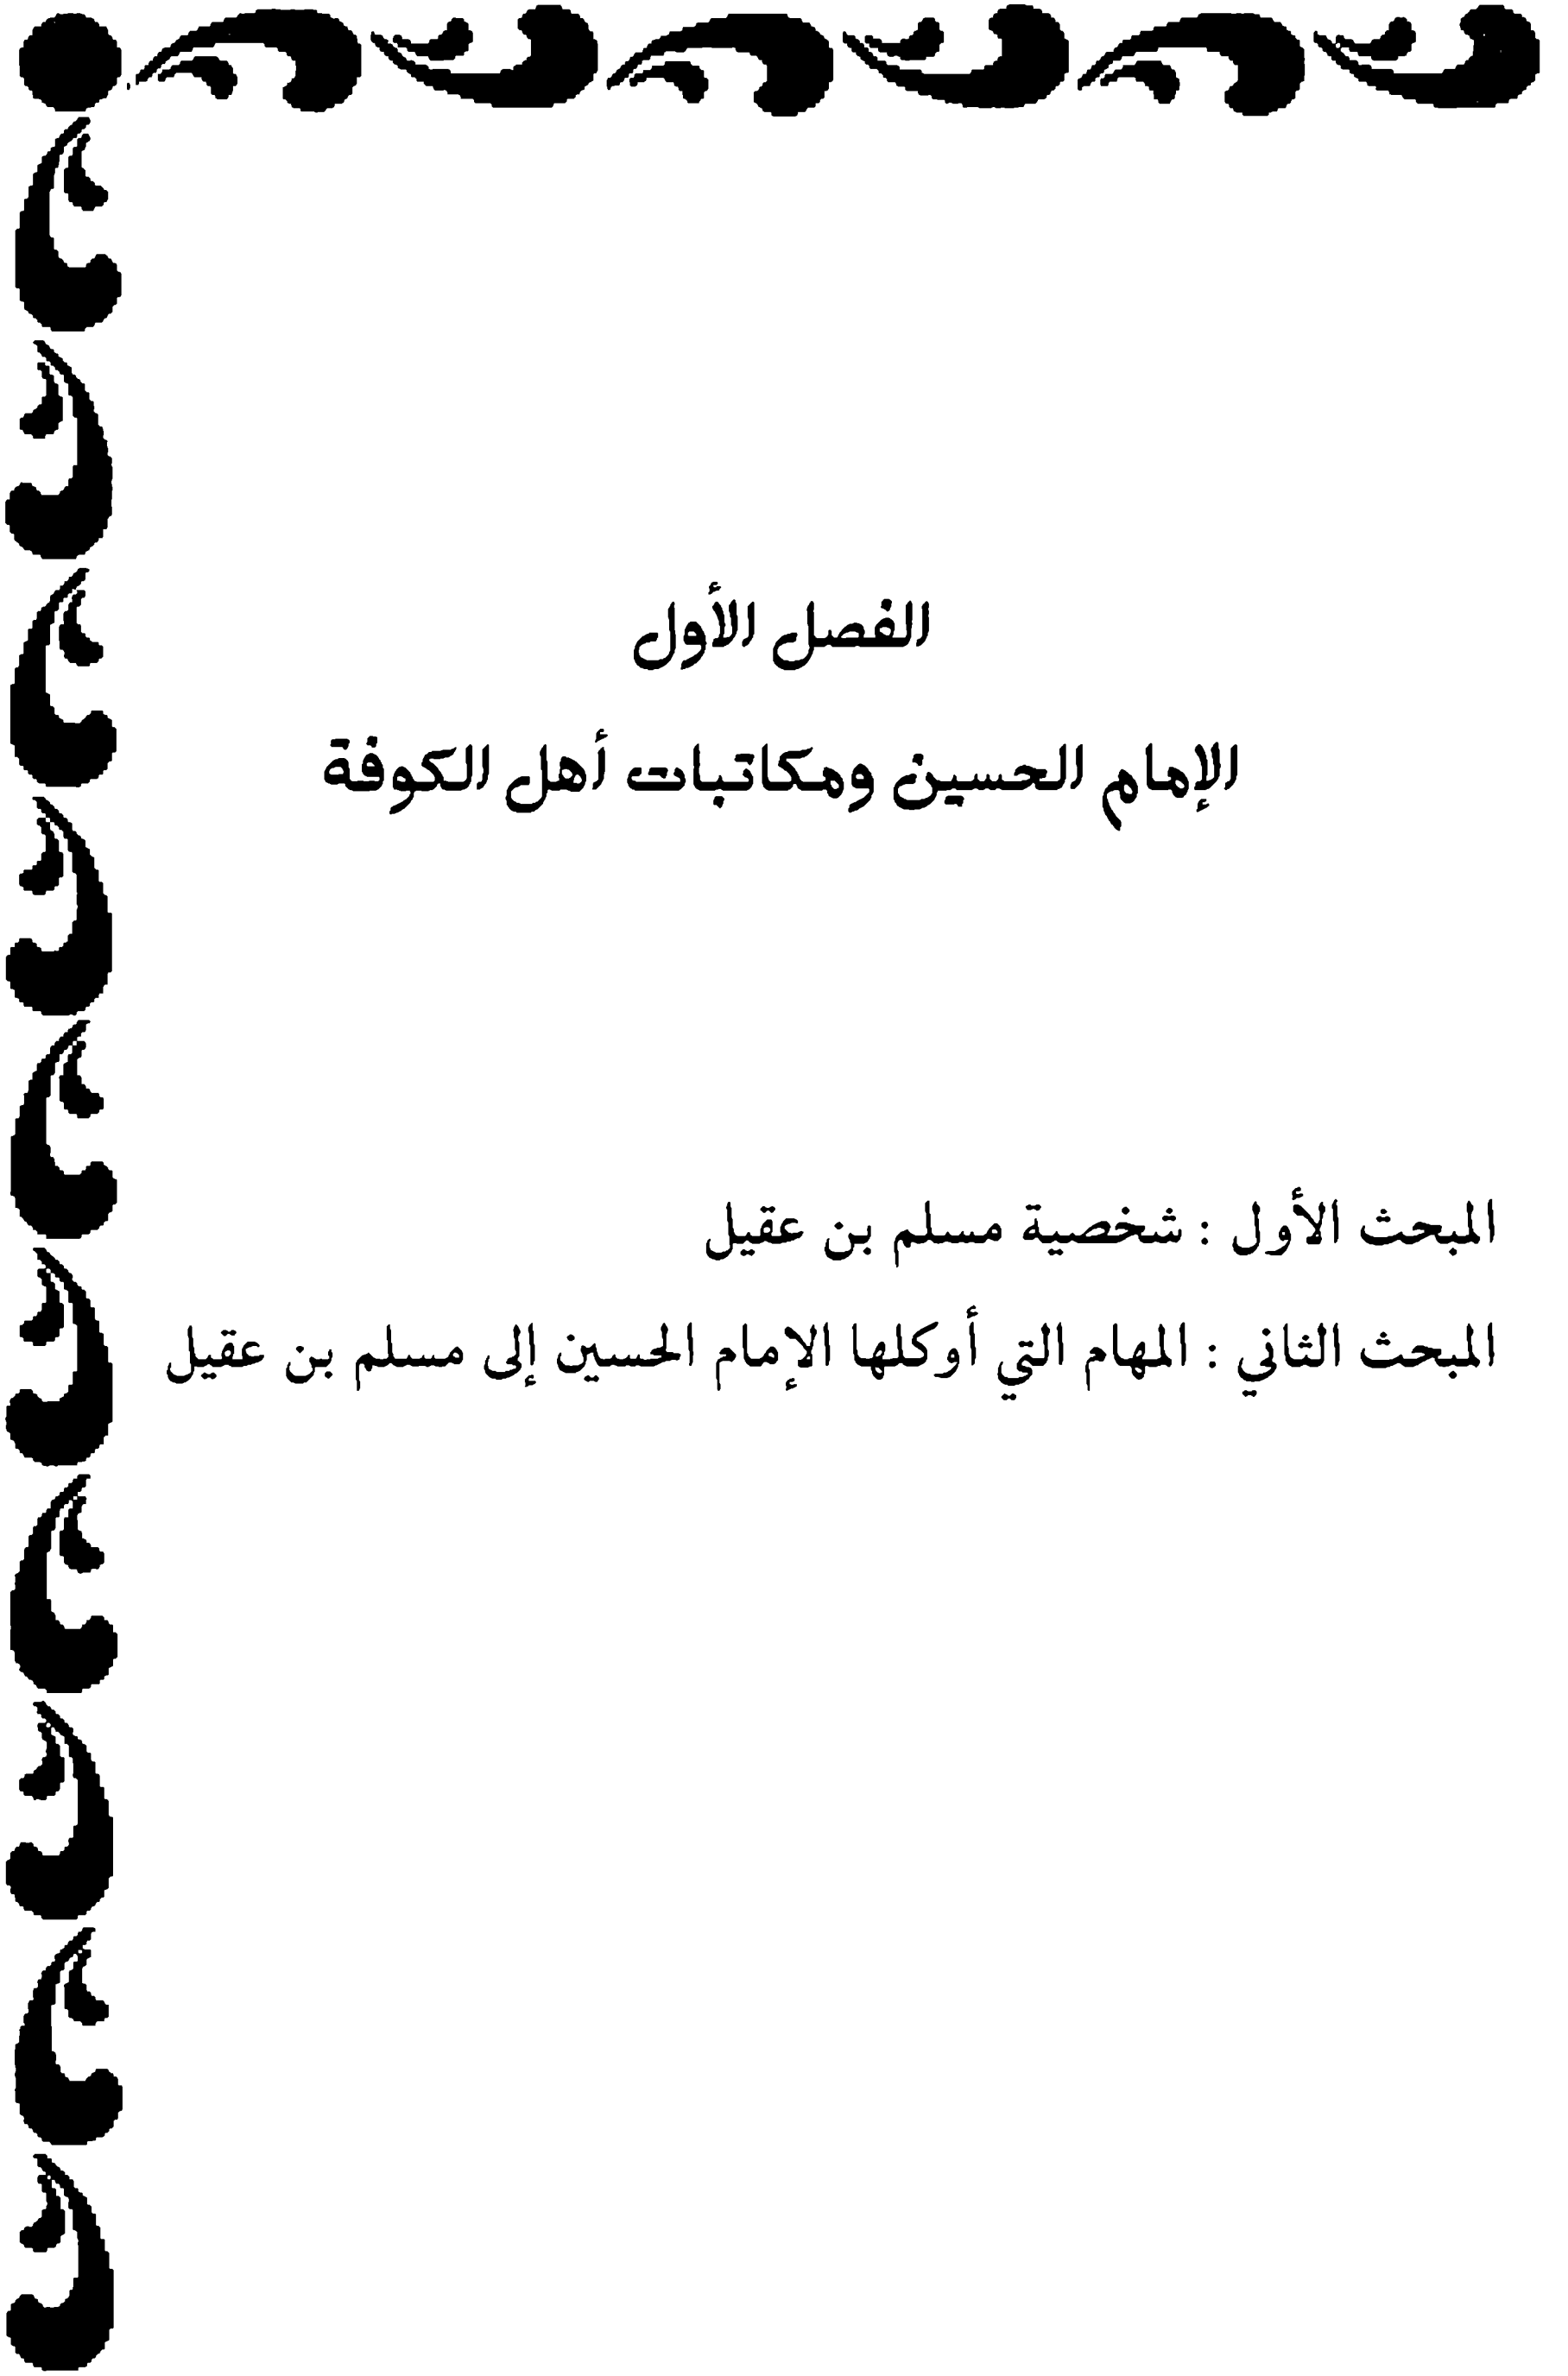 الفصل الأول
الإمام الحسين ومكاتبات أهل الكوفة
المبحث الأول : شخصية مسلم بن عقيل
المبحث الثاني : المهام التي أوكلها الإمام الحسين إلى مسلم بن عقيل